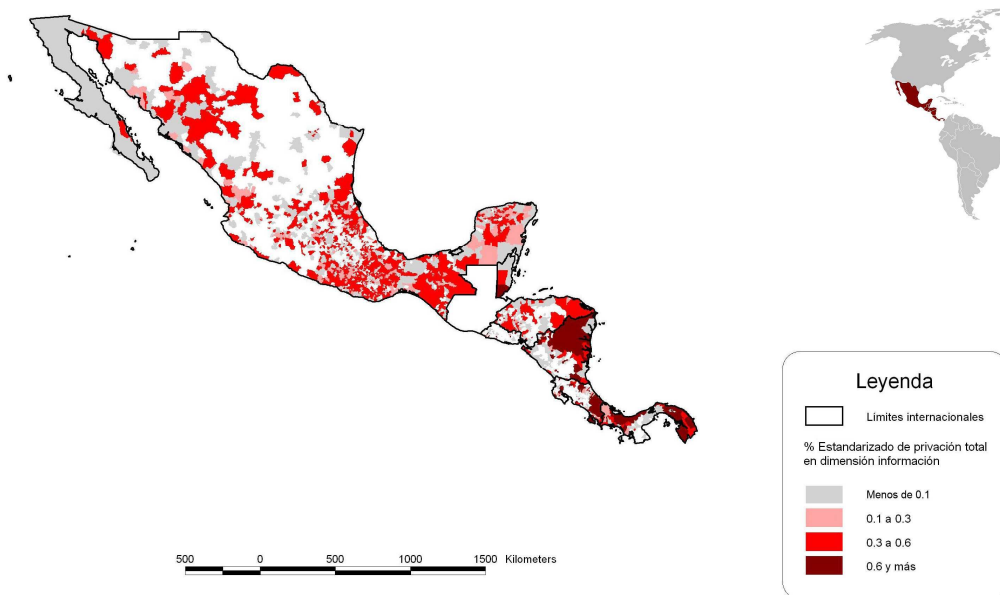 Leyenda
Límites internacionales
% Estandarizado de privación total
en dimensión información
Menos de 0.1
0.1 a 0.3
0.3 a 0.6
0.6 y más
500 0 500 1000 1500 Kilometers